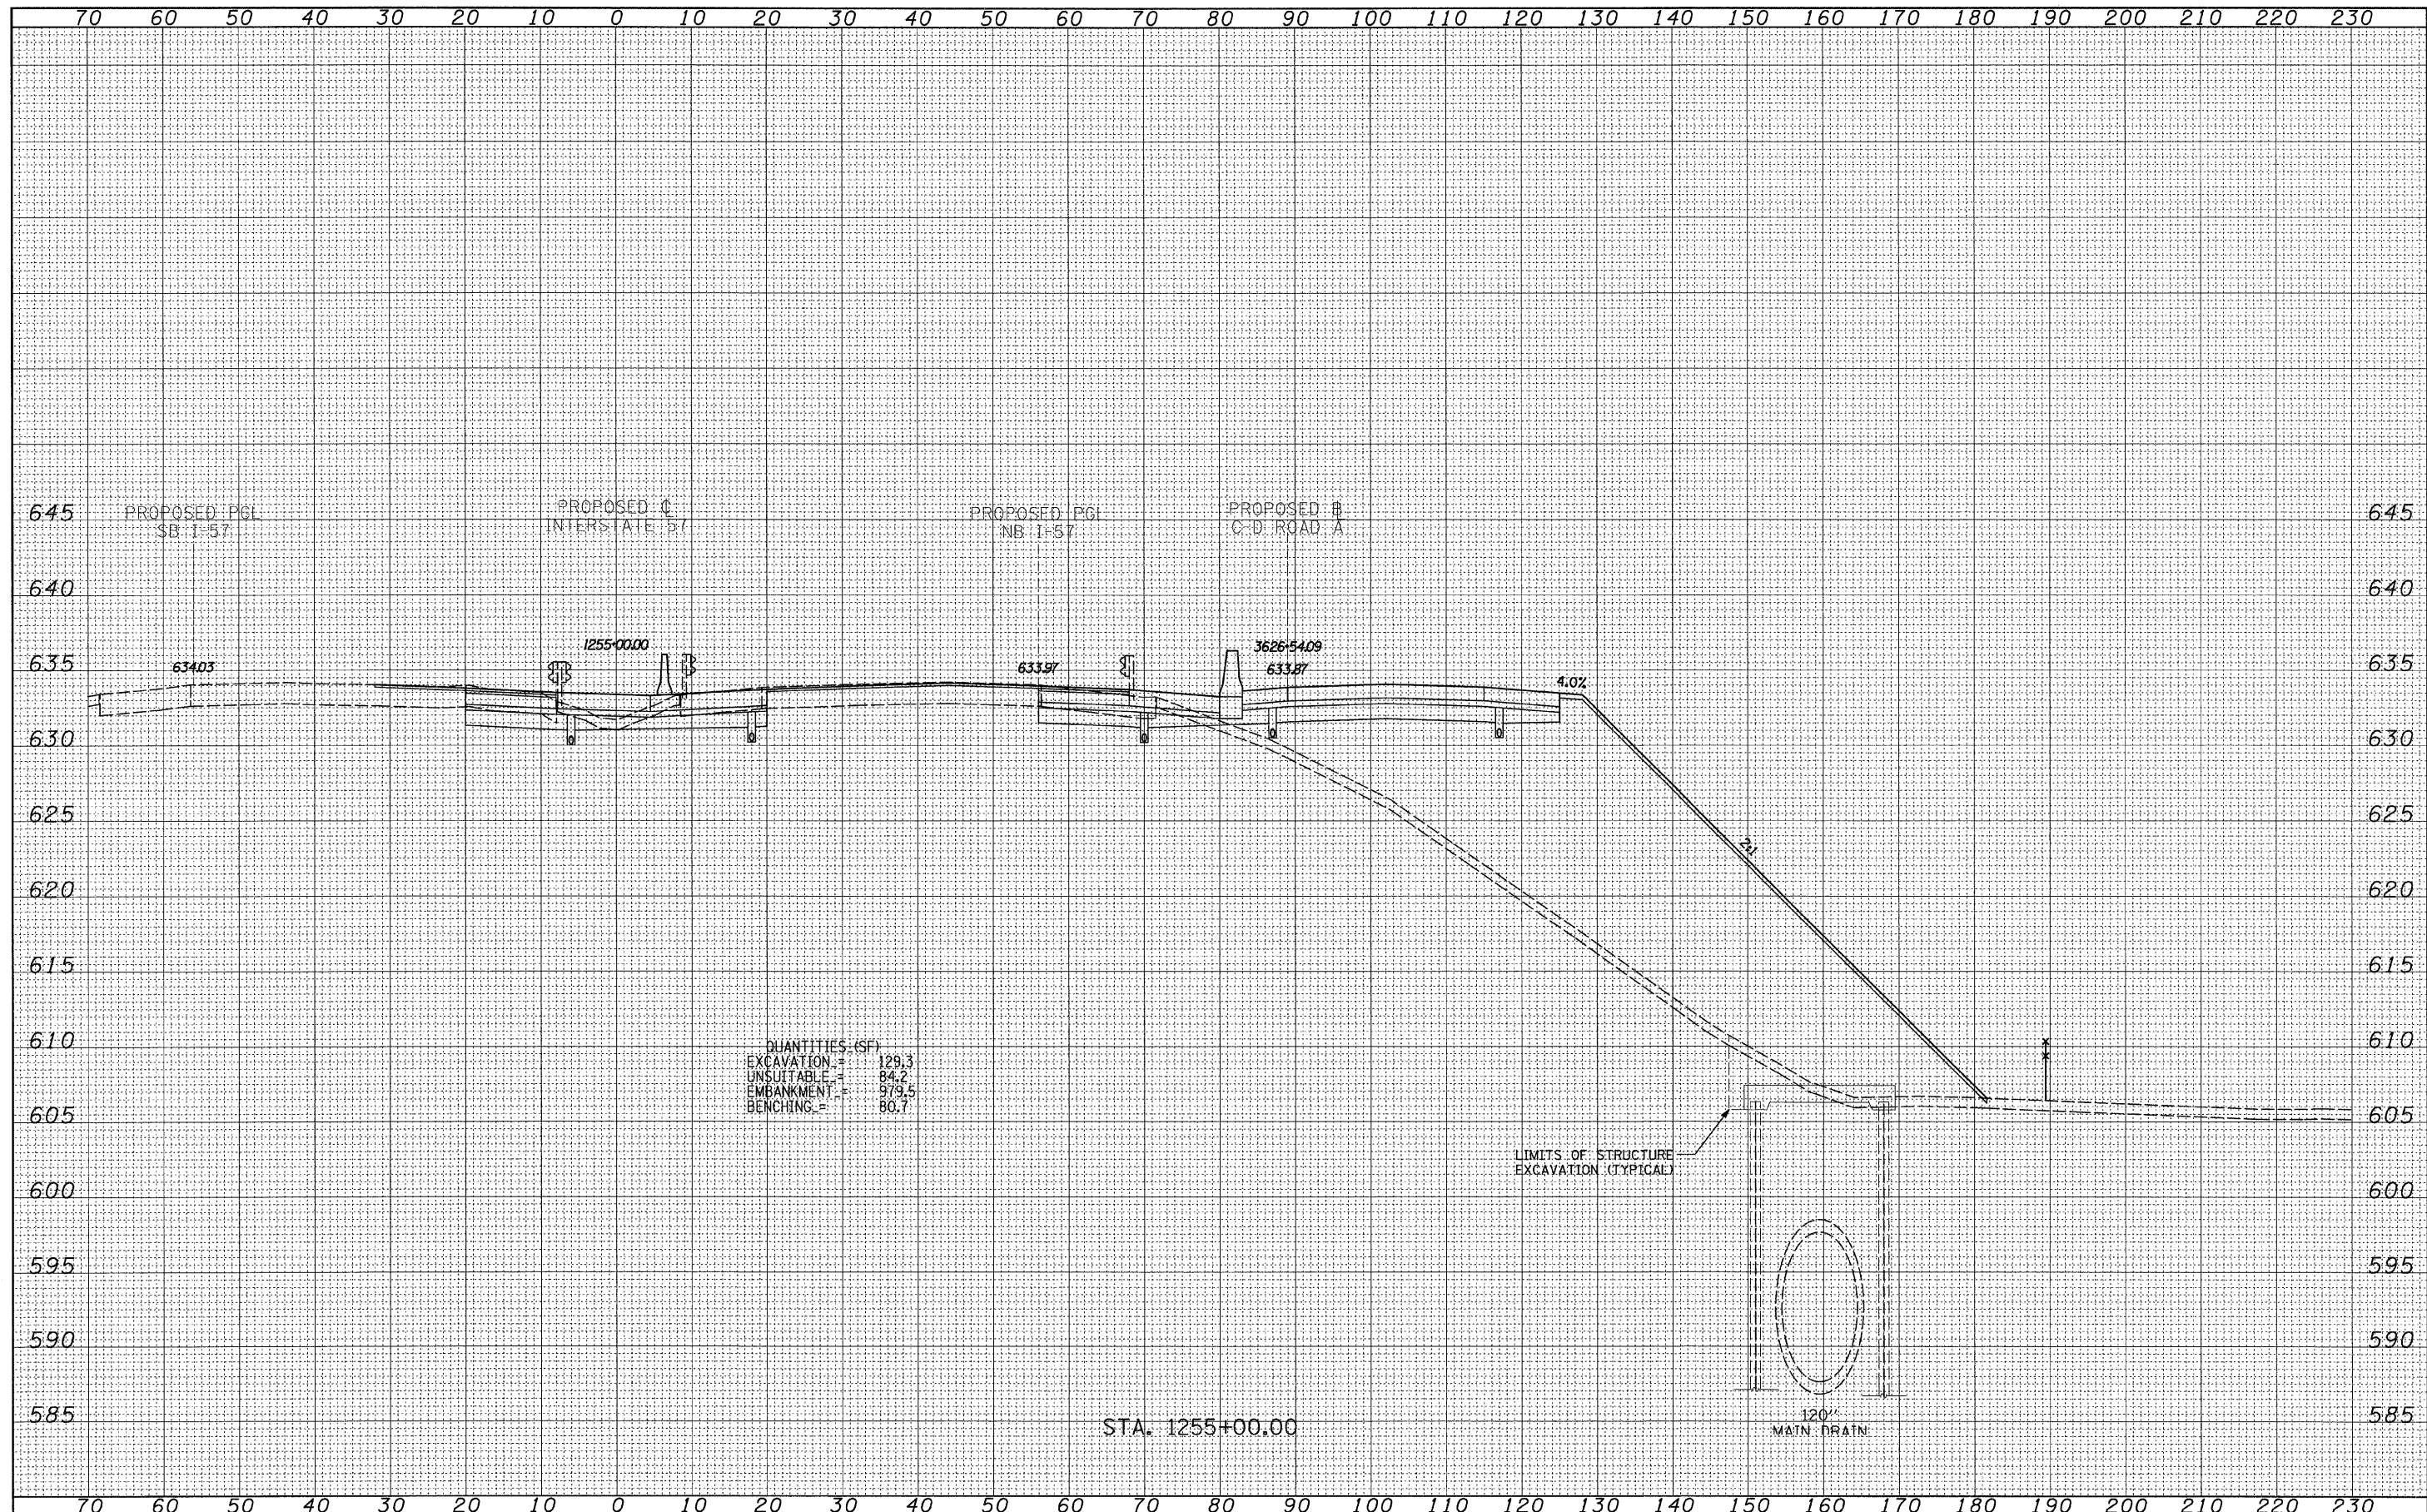 70 60 50 40 30 20 10 0 10 20 30 40 50 60 70 80 90 100 110 120 130 140 150 160 170 180 190 200 210 220 230
645 645
PROPOSED PGL
SB I-57
PROPOSED ℄
INTERSTATE 57
PROPOSED PGL
NB I-57
PROPOSED B
C-D ROAD A
640 640
1255+00.00
3626+54.09
635 635
634.03
633.97
633.87
4.0%
630 630
625 625
2:1
620 620
615 615
610 610
QUANTITIES (SF)
EXCAVATION = 129.3
UNSUITABLE = 84.2
EMBANKMENT = 979.5
BENCHING = 80.7
605 605
LIMITS OF STRUCTURE
EXCAVATION (TYPICAL)
600 600
595 595
590 590
585 585
STA. 1255+00.00
120"
MAIN DRAIN
70 60 50 40 30 20 10 0 10 20 30 40 50 60 70 80 90 100 110 120 130 140 150 160 170 180 190 200 210 220 230